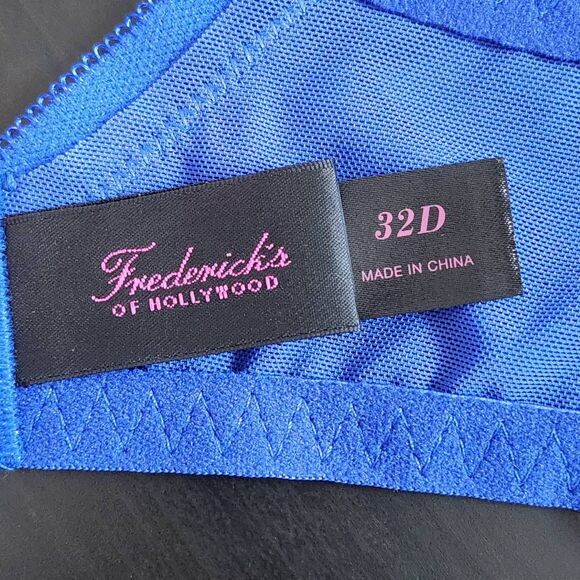 Frederick's
OF HOLLYWOOD
32D
MADE IN CHINA